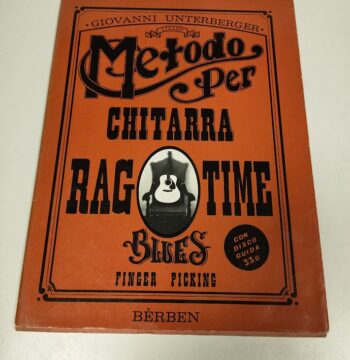 GIOVANNI UNTERBERGER
Metodo
per
CHITARRA
RAG TIME
BLUES
CON
DISCO
GUIDA
33G
FINGER PICKING
BÈRBEN